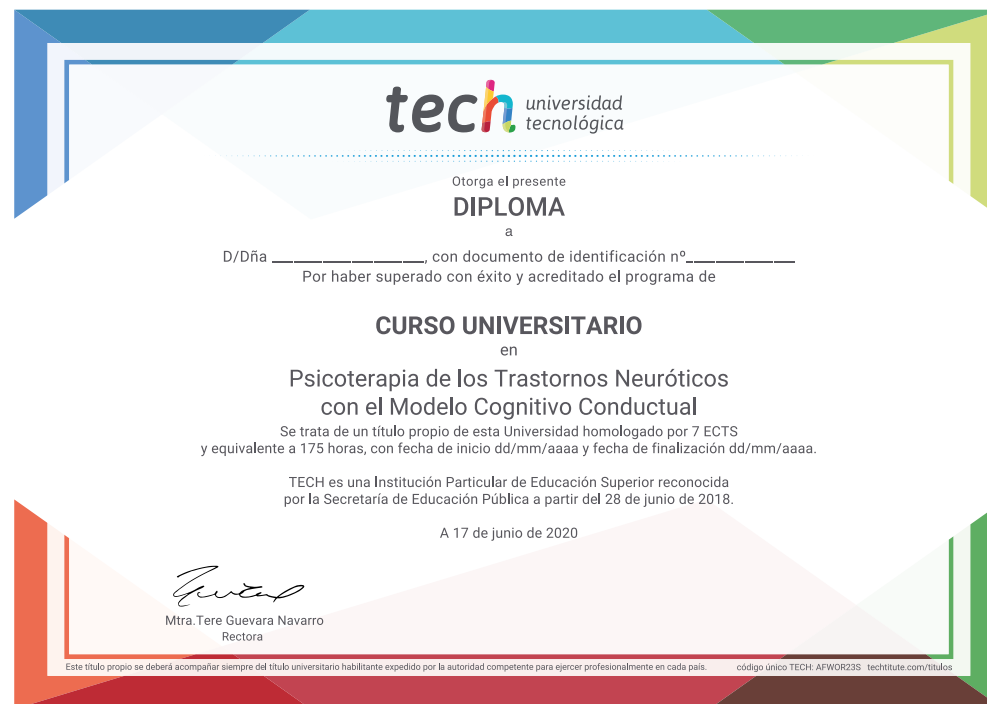 tech universidad
tecnológica
Otorga el presente
DIPLOMA
a
D/Dña ____________________, con documento de identificación nº______________
Por haber superado con éxito y acreditado el programa de
CURSO UNIVERSITARIO
en
Psicoterapia de los Trastornos Neuróticos
con el Modelo Cognitivo Conductual
Se trata de un título propio de esta Universidad homologado por 7 ECTS
y equivalente a 175 horas, con fecha de inicio dd/mm/aaaa y fecha de finalización dd/mm/aaaa.
TECH es una Institución Particular de Educación Superior reconocida
por la Secretaría de Educación Pública a partir del 28 de junio de 2018.
A 17 de junio de 2020
Mtra.Tere Guevara Navarro
Rectora
Este título propio se deberá acompañar siempre del título universitario habilitante expedido por la autoridad competente para ejercer profesionalmente en cada país. código único TECH: AFWOR23S techtitute.com/titulos